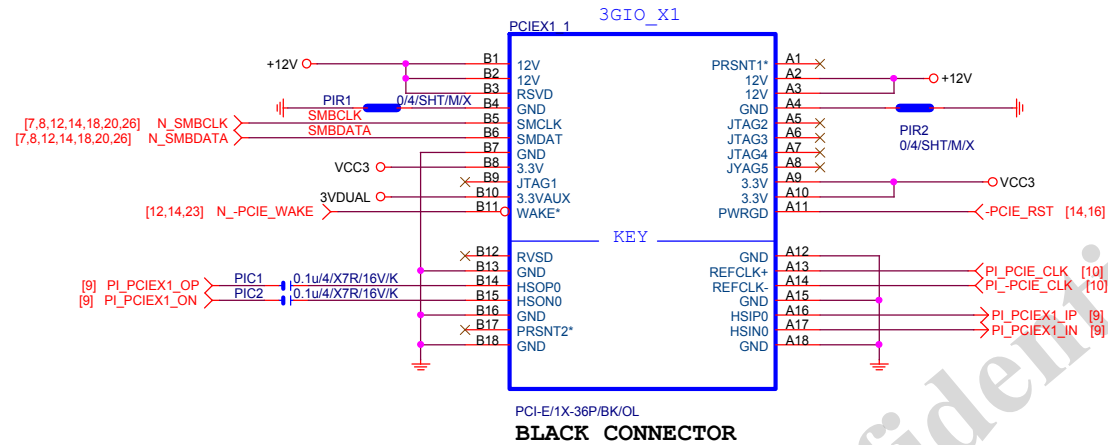 3GIO_X1
PCIEX1_1
+12V B1 12V PRSNT1* A1
B2 12V 12V A2 +12V
B3 RSVD 12V A3
PIR1 0/4/SHT/M/X B4 GND GND A4
[7,8,12,14,18,20,26] N_SMBCLK SMBCLK B5 SMCLK JTAG2 A5
[7,8,12,14,18,20,26] N_SMBDATA SMBDATA B6 SMDAT JTAG3 A6 PIR2
B7 GND JTAG4 A7 0/4/SHT/M/X
VCC3 B8 3.3V JYAG5 A8
B9 JTAG1 3.3V A9 VCC3
3VDUAL B10 3.3VAUX 3.3V A10
[12,14,23] N_-PCIE_WAKE B11 WAKE* PWRGD A11 -PCIE_RST [14,16]
KEY
B12 RVSD GND A12
B13 GND REFCLK+ A13 PI_PCIE_CLK [10]
[9] PI_PCIEX1_OP PIC1 0.1u/4/X7R/16V/K B14 HSOP0 REFCLK- A14 PI_-PCIE_CLK [10]
[9] PI_PCIEX1_ON PIC2 0.1u/4/X7R/16V/K B15 HSON0 GND A15
B16 GND HSIP0 A16 PI_PCIEX1_IP [9]
B17 PRSNT2* HSIN0 A17 PI_PCIEX1_IN [9]
B18 GND GND A18
PCI-E/1X-36P/BK/OL
BLACK CONNECTOR
fidenti